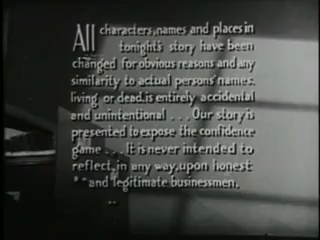 All characters, names and places in
tonight's story have been
changed for obvious reasons and any
similarity to actual persons' names,
living or dead, is entirely accidental
and unintentional . . . Our story is
presented to expose the confidence
game . . . It is never intended to
reflect, in any way, upon honest
and legitimate businessmen.